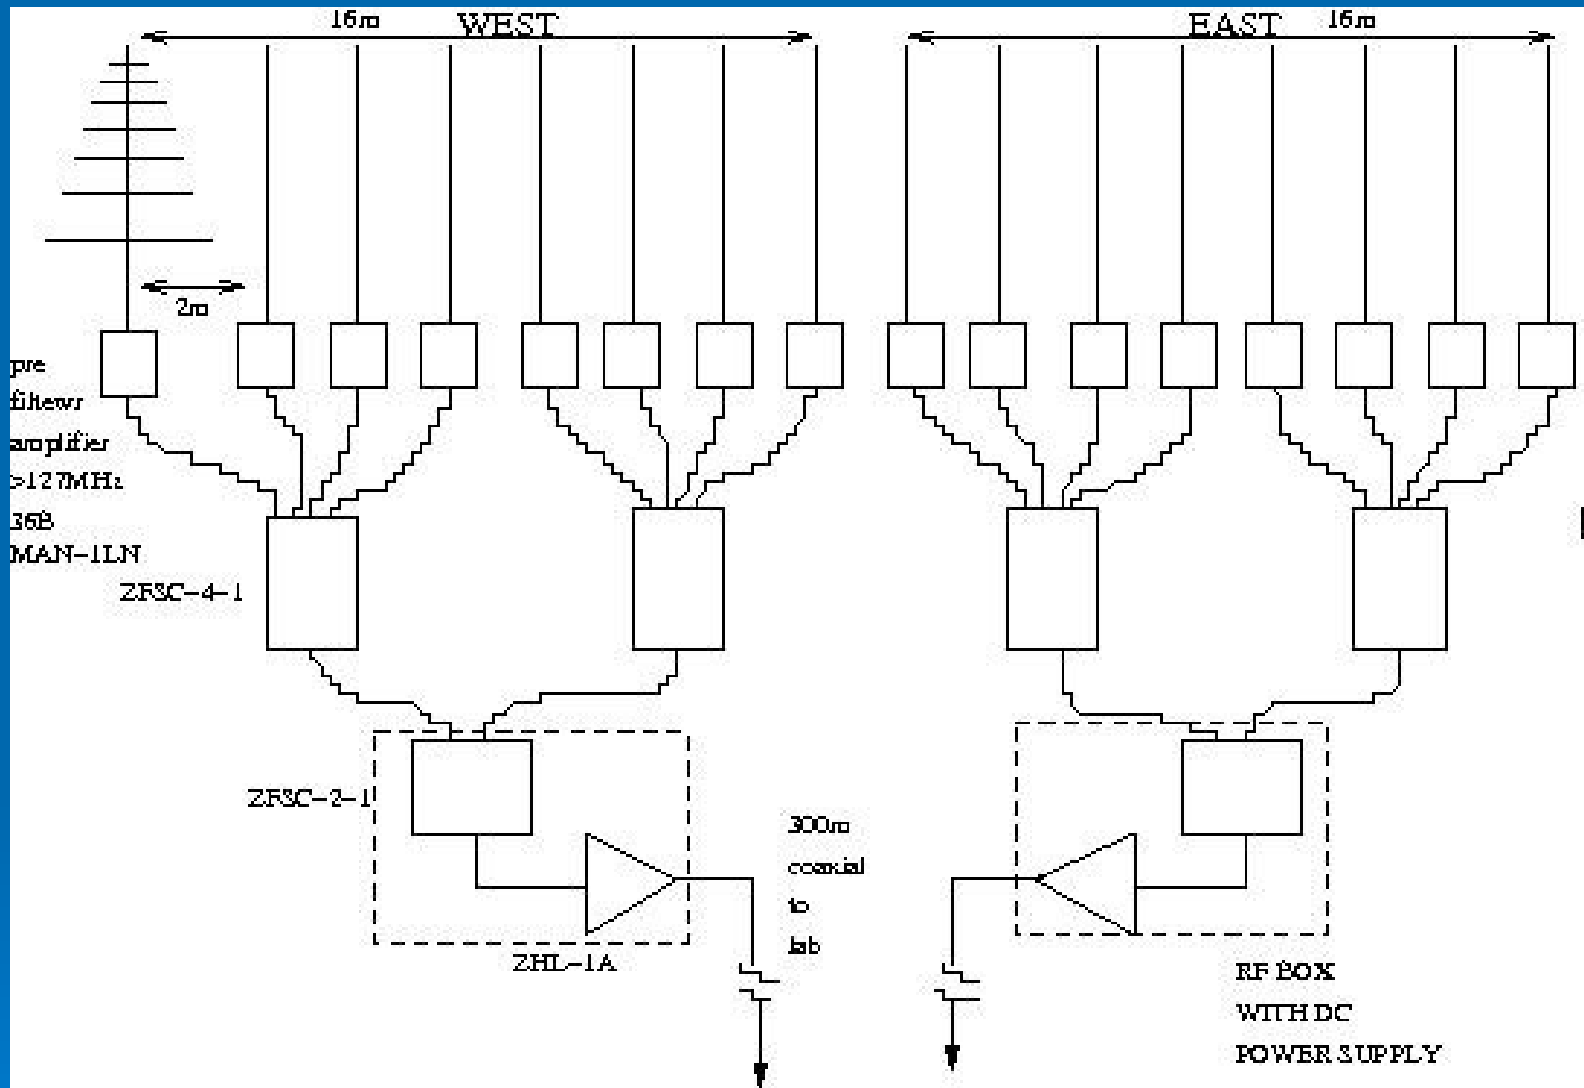 16m
WEST
EAST
16m
2m
pre
filtewr
amplifier
>127MHz
36B
MAN-1LN
ZFSC-4-1
ZFSC-2-1
300m
coaxial
to
lab
ZHL-1A
RF BOX
WITH DC
POWER SUPPLY